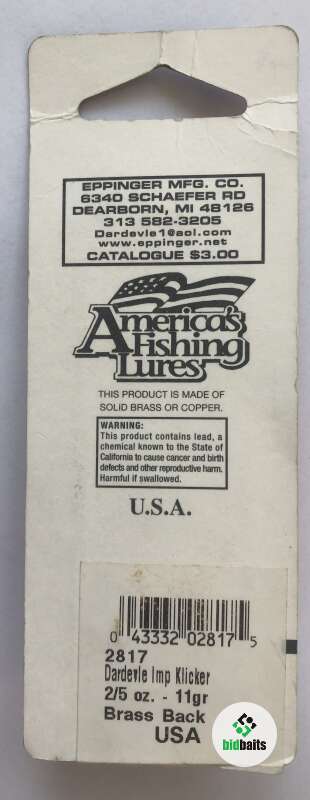 EPPINGER MFG. CO.
6340 SCHAEFER RD
DEARBORN, MI 48126
313 582-3205
Dardevle1@aol.com
www.eppinger.net
CATALOGUE $3.00
America's
Fishing
Lures
THIS PRODUCT IS MADE OF
SOLID BRASS OR COPPER.
WARNING:
This product contains lead, a
chemical known to the State of
California to cause cancer and birth
defects and other reproductive harm.
Harmful if swallowed.
U.S.A.
0 43332 02817 5
2817
Dardevle Imp Klicker
2/5 oz. - 11gr
Brass Back
USA
bidbaits